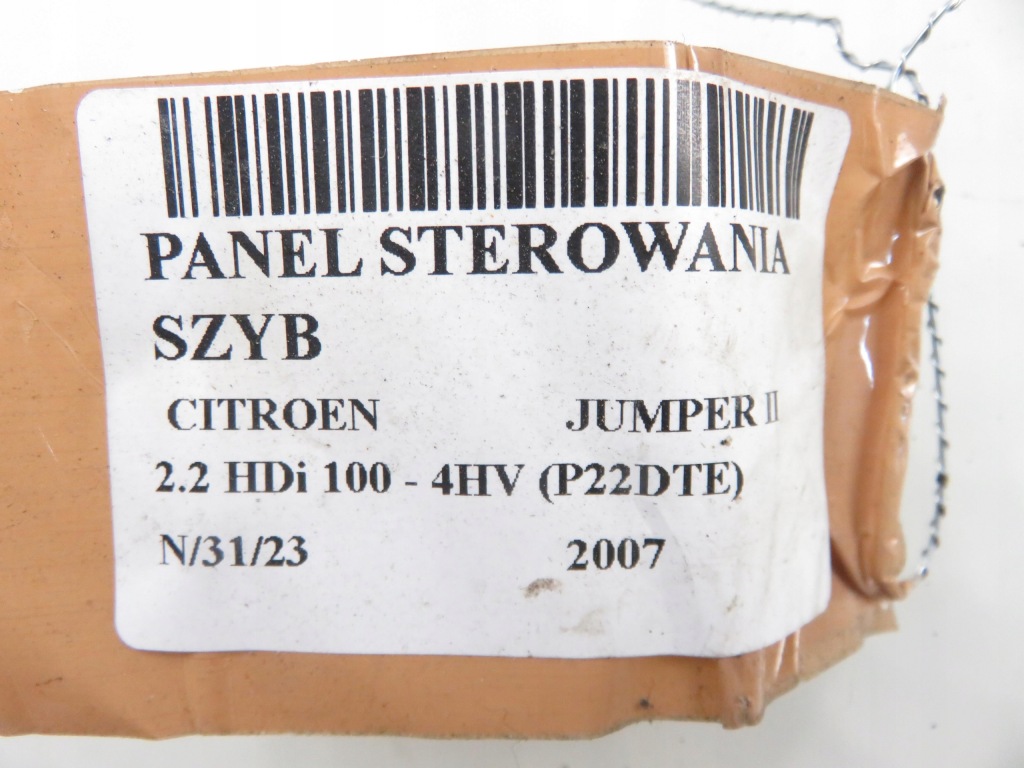 PANEL STEROWANIA
SZYB
CITROEN JUMPER II
2.2 HDi 100 - 4HV (P22DTE)
N/31/23 2007